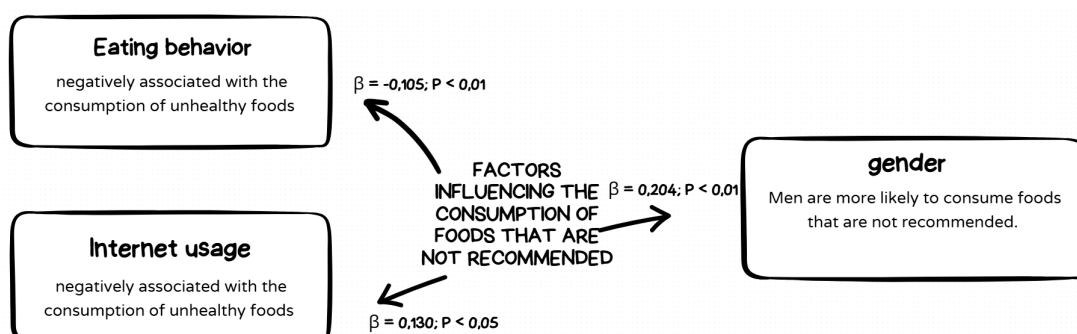 Eating behavior
negatively associated with the
consumption of unhealthy foods
β = -0,105; P < 0,01
FACTORS
INFLUENCING THE
CONSUMPTION OF
FOODS THAT ARE
NOT RECOMMENDED
β = 0,204; P < 0,01
gender
Men are more likely to consume foods
that are not recommended.
Internet usage
negatively associated with the
consumption of unhealthy foods
β = 0,130; P < 0,05